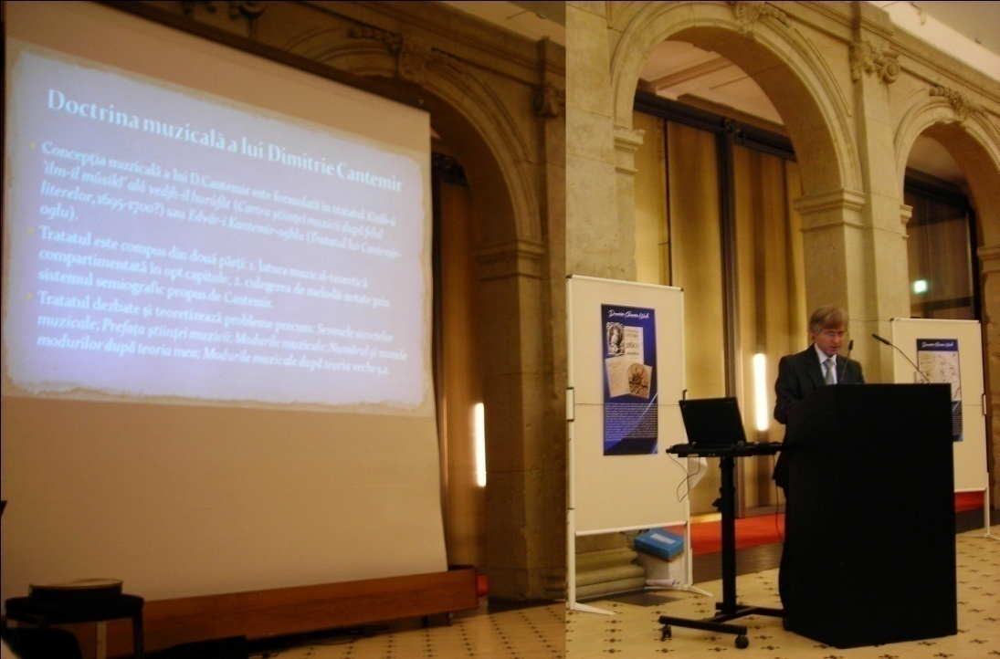 Doctrina muzicală a lui Dimitrie Cantemir
Concepția muzicală a lui D.Cantemir este formulată în tratatul Kitâb-ü
'ilm-il mûsikî 'alâ vedjh-il hurûfât (Cartea științei muzicii după felul
literelor, 1695-1700?) sau Edvâr-i Kantemir-oghlu (Tratatul lui Cantemir-
oglu).
Tratatul este compus din două părți: 1. latura muzical-teoretică
compartimentată în opt capitole; 2. culegerea de melodii notate prin
sistemul semiografic propus de Cantemir.
Tratatul dezbate și teoretizează probleme precum: Semnele sunetelor
muzicale; Prefața științei muzicii; Modurile muzicale; Numărul și numele
modurilor după teoria mea; Modurile muzicale după teoria veche ș.a.